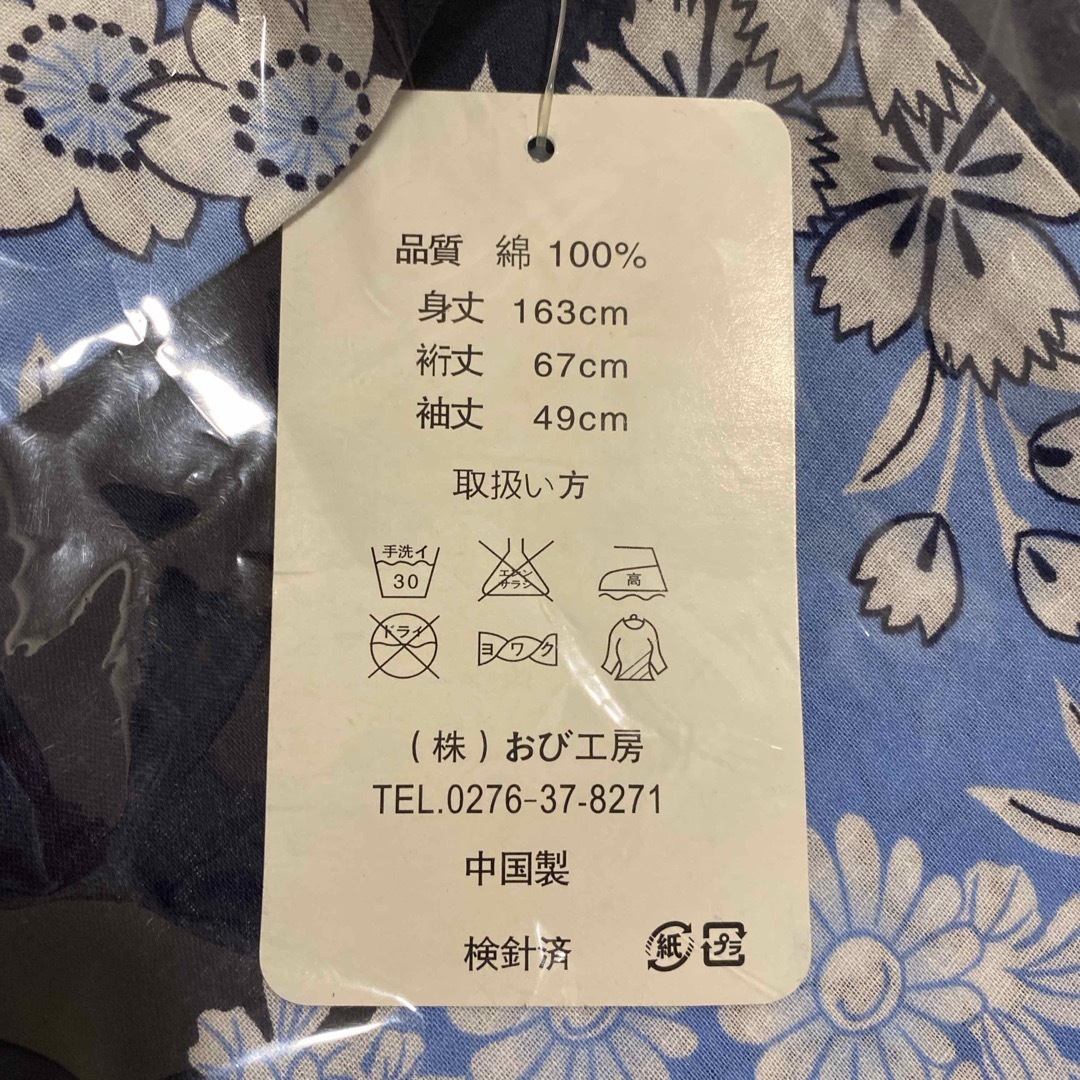 品質 綿 100%
身丈 163cm
裄丈 67cm
袖丈 49cm
取扱い方
手洗イ
30
エンソ
サラシ
高
ドライ
ヨワク
(株)おび工房
TEL.0276-37-8271
中国製
検針済
紙 プラ